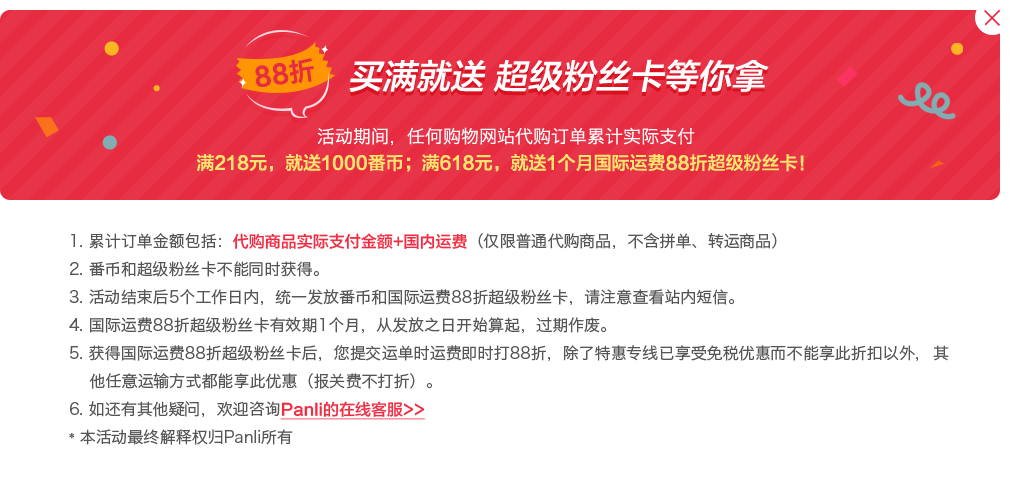 88折
买满就送 超级粉丝卡等你拿
活动期间，任何购物网站代购订单累计实际支付
满218元，就送1000番币；满618元，就送1个月国际运费88折超级粉丝卡！
1. 累计订单金额包括：代购商品实际支付金额+国内运费（仅限普通代购商品，不含拼单、转运商品）
2. 番币和超级粉丝卡不能同时获得。
3. 活动结束后5个工作日内，统一发放番币和国际运费88折超级粉丝卡，请注意查看站内短信。
4. 国际运费88折超级粉丝卡有效期1个月，从发放之日开始算起，过期作废。
5. 获得国际运费88折超级粉丝卡后，您提交运单时运费即时打88折，除了特惠专线已享受免税优惠而不能享此折扣以外， 其
他任意运输方式都能享此优惠（报关费不打折）。
6. 如还有其他疑问，欢迎咨询Panli的在线客服>>
* 本活动最终解释权归Panli所有